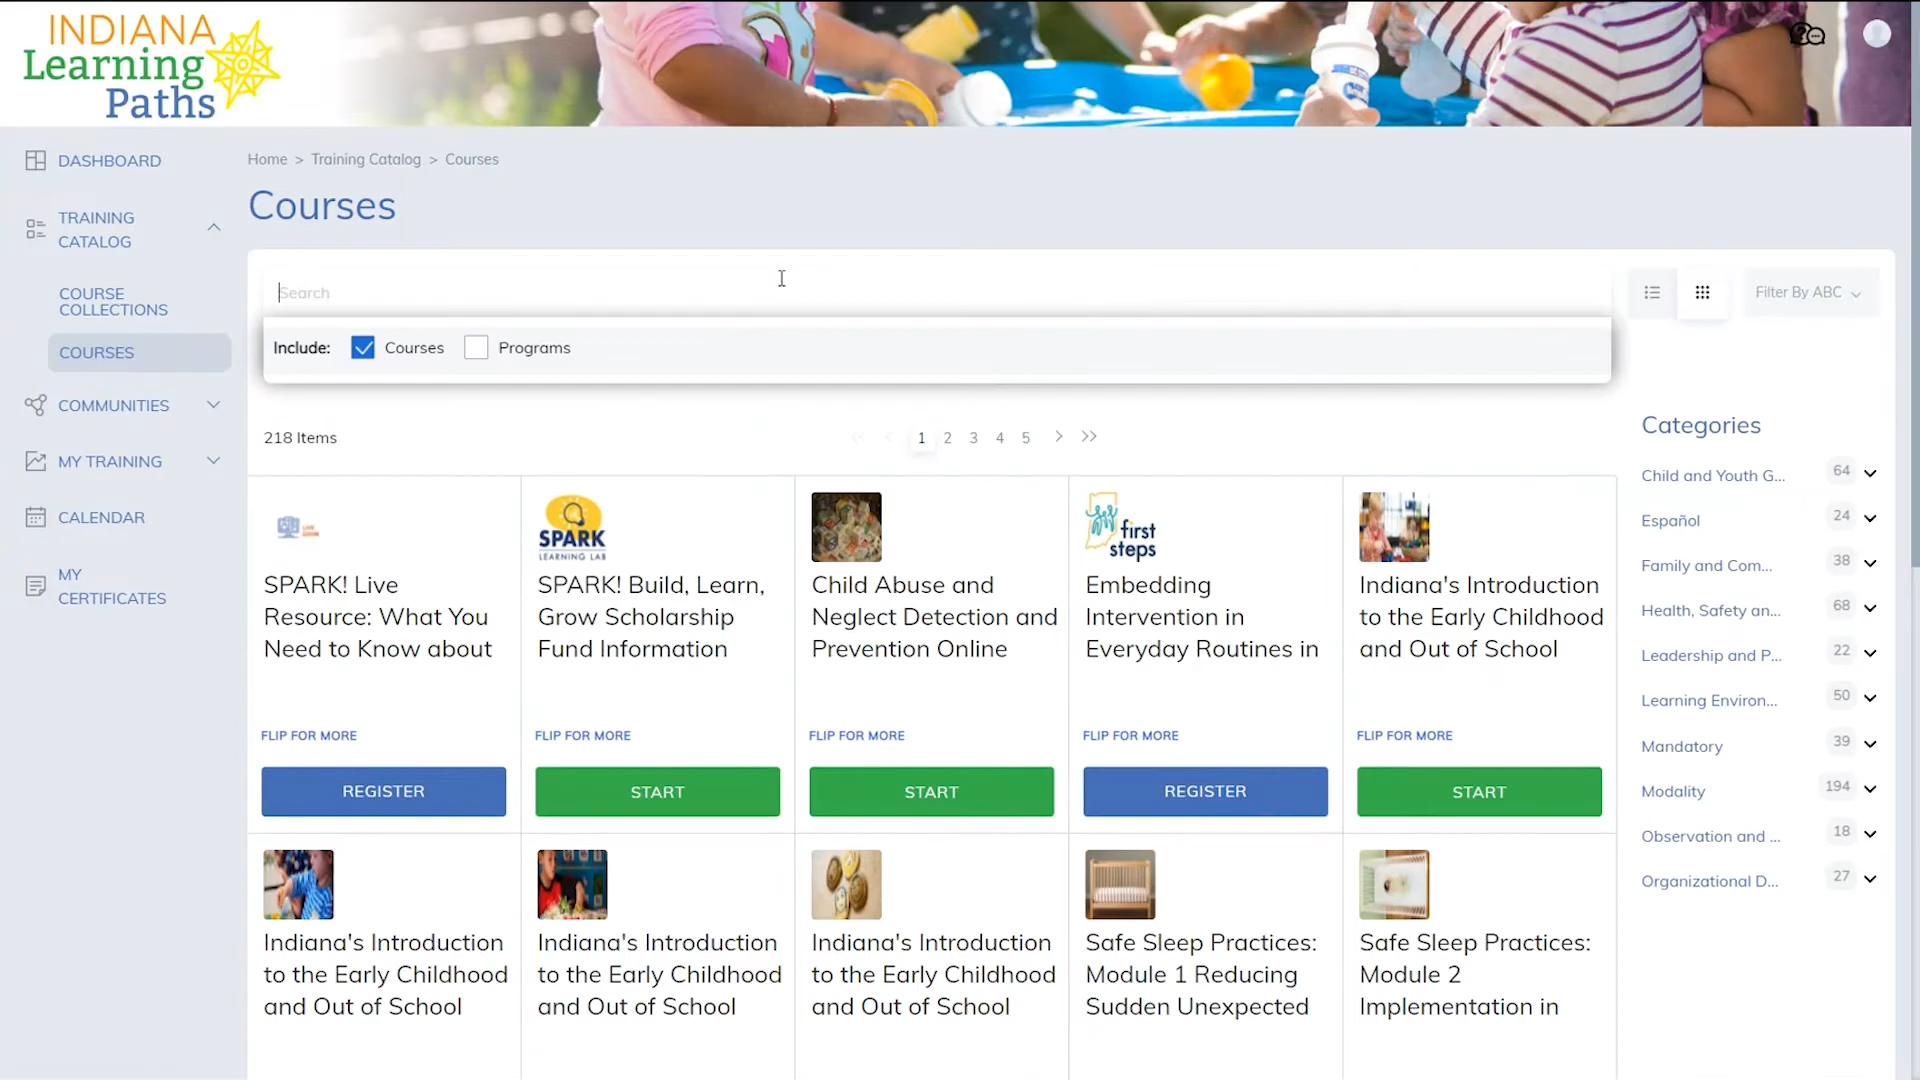 INDIANA
Learning
Paths
DASHBOARD
TRAINING
CATALOG
COURSE
COLLECTIONS
COURSES
COMMUNITIES
MY TRAINING
CALENDAR
MY
CERTIFICATES
Home > Training Catalog > Courses
Courses
Search
Filter By ABC
Include: Courses Programs
218 Items
1 2 3 4 5
SPARK
LEARNING LAB
first
steps
SPARK! Live
Resource: What You
Need to Know about
FLIP FOR MORE
REGISTER
SPARK! Build, Learn,
Grow Scholarship
Fund Information
FLIP FOR MORE
START
Child Abuse and
Neglect Detection and
Prevention Online
FLIP FOR MORE
START
Embedding
Intervention in
Everyday Routines in
FLIP FOR MORE
REGISTER
Indiana's Introduction
to the Early Childhood
and Out of School
FLIP FOR MORE
START
Indiana's Introduction
to the Early Childhood
and Out of School
Indiana's Introduction
to the Early Childhood
and Out of School
Indiana's Introduction
to the Early Childhood
and Out of School
Safe Sleep Practices:
Module 1 Reducing
Sudden Unexpected
Safe Sleep Practices:
Module 2
Implementation in
Categories
Child and Youth G... 64
Español 24
Family and Com... 38
Health, Safety an... 68
Leadership and P... 22
Learning Environ... 50
Mandatory 39
Modality 194
Observation and ... 18
Organizational D... 27